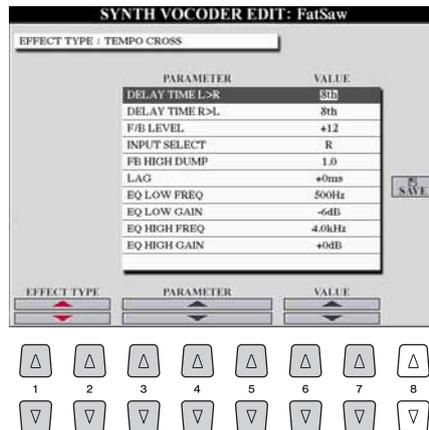 SYNTH VOCODER EDIT: FatSaw
EFFECT TYPE : TEMPO CROSS
PARAMETER VALUE
DELAY TIME L>R 8th
DELAY TIME R>L 8th
F/B LEVEL +12
INPUT SELECT R
FB HIGH DUMP 1.0
LAG +0ms
EQ LOW FREQ 500Hz
EQ LOW GAIN -6dB
EQ HIGH FREQ 4.0kHz
EQ HIGH GAIN +0dB
SAVE
EFFECT TYPE PARAMETER VALUE
1 2 3 4 5 6 7 8